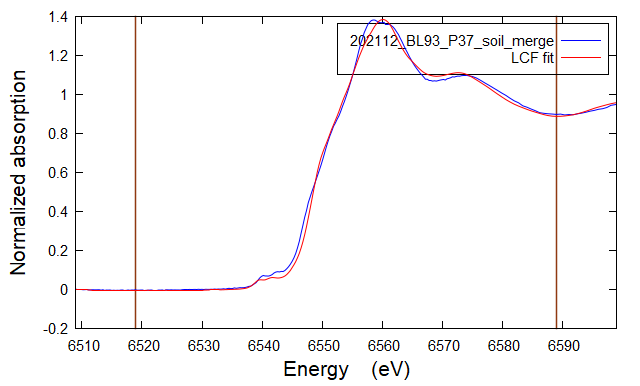 1.4
1.2
1
0.8
0.6
0.4
0.2
0
-0.2
Normalized absorption
202112_BL93_P37_soil_merge
LCF fit
6510 6520 6530 6540 6550 6560 6570 6580 6590
Energy (eV)